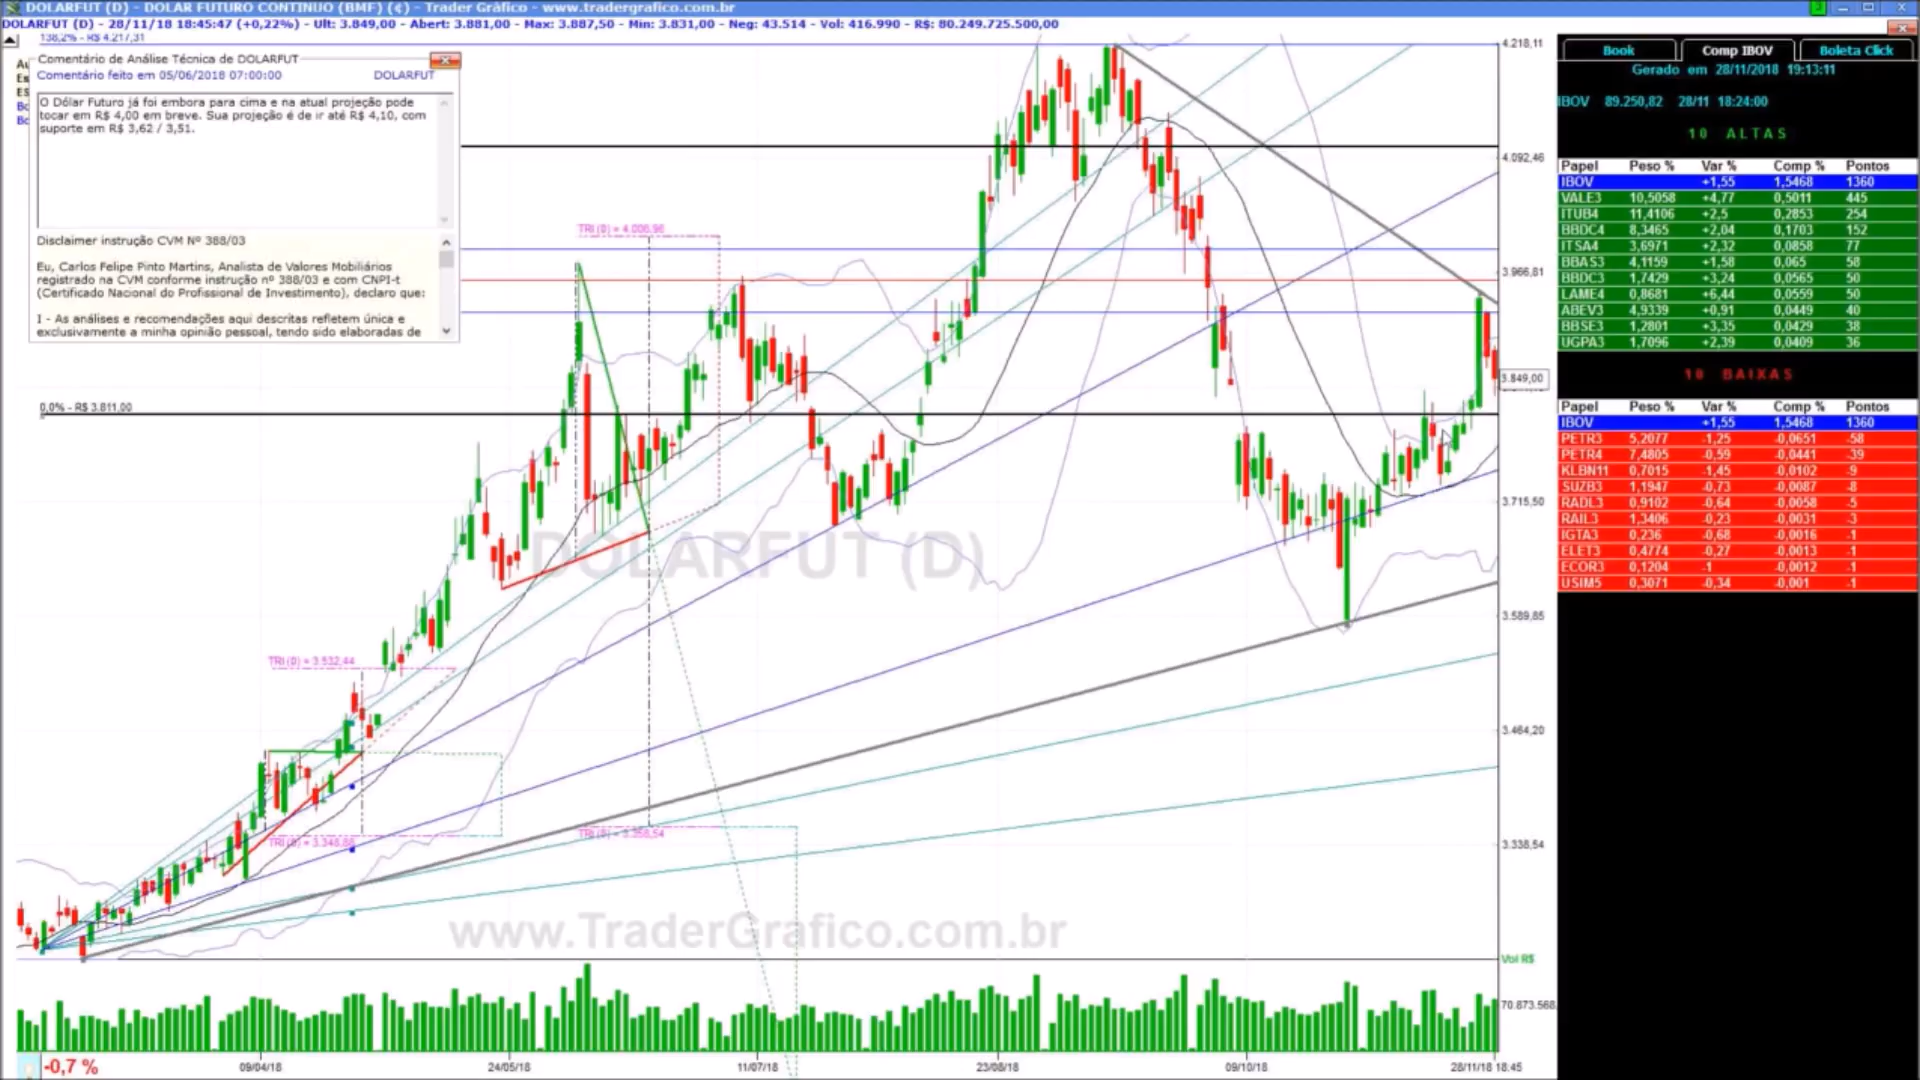 DOLARFUT (D) - DOLAR FUTURO CONTINUO (BMF) (¢) - Trader Gráfico - www.tradergrafico.com.br
DOLARFUT (D) - 28/11/18 18:45:47 (+0,22%) - Ult: 3.849,00 - Abert: 3.881,00 - Max: 3.887,50 - Min: 3.831,00 - Neg: 43.514 - Vol: 416.990 - R$: 80.249.725.500,00
138,2% - R$ 4.217,31
Comentário de Análise Técnica de DOLARFUT
Comentário feito em 05/06/2018 07:00:00 DOLARFUT
O Dólar Futuro já foi embora para cima e na atual projeção pode
tocar em R$ 4,00 em breve. Sua projeção é de ir até R$ 4,10, com
suporte em R$ 3,62 / 3,51.
Disclaimer instrução CVM Nº 388/03
Eu, Carlos Felipe Pinto Martins, Analista de Valores Mobiliários
registrado na CVM conforme instrução nº 388/03 e com CNPI-t
(Certificado Nacional do Profissional de Investimento), declaro que:
I - As análises e recomendações aqui descritas refletem única e
exclusivamente a minha opinião pessoal, tendo sido elaboradas de
TRI (D) = 4.006,96
0,0% - R$ 3.811,00
TRI (D) = 3.532,44
TRI (D) = 3.348,88
TRI (D) = 3.358,54
DOLARFUT (D)
www.TraderGrafico.com.br
4.218,11
4.092,46
3.966,81
3.849,00
3.715,50
3.589,85
3.464,20
3.338,54
Vol R$
70.873.568
-0,7 %
09/04/18
24/05/18
11/07/18
23/08/18
09/10/18
28/11/18 18:45
Book Comp IBOV Boleta Click
Gerado em 28/11/2018 19:13:11
IBOV 89.250,82 28/11 18:24:00
10 ALTAS
Papel Peso % Var % Comp % Pontos
IBOV +1,55 1,5468 1360
VALE3 10,5058 +4,77 0,5011 445
ITUB4 11,4106 +2,5 0,2853 254
BBDC4 8,3465 +2,04 0,1703 152
ITSA4 3,6971 +2,32 0,0858 77
BBAS3 4,1159 +1,58 0,065 58
BBDC3 1,7429 +3,24 0,0565 50
LAME4 0,8681 +6,44 0,0559 50
ABEV3 4,9339 +0,91 0,0449 40
BBSE3 1,2801 +3,35 0,0429 38
UGPA3 1,7096 +2,39 0,0409 36
10 BAIXAS
Papel Peso % Var % Comp % Pontos
IBOV +1,55 1,5468 1360
PETR3 5,2077 -1,25 -0,0651 -58
PETR4 7,4805 -0,59 -0,0441 -39
KLBN11 0,7015 -1,45 -0,0102 -9
SUZB3 1,1947 -0,73 -0,0087 -8
RADL3 0,9102 -0,64 -0,0058 -5
RAIL3 1,3406 -0,23 -0,0031 -3
IGTA3 0,236 -0,68 -0,0016 -1
ELET3 0,4774 -0,27 -0,0013 -1
ECOR3 0,1204 -1 -0,0012 -1
USIM5 0,3071 -0,34 -0,001 -1